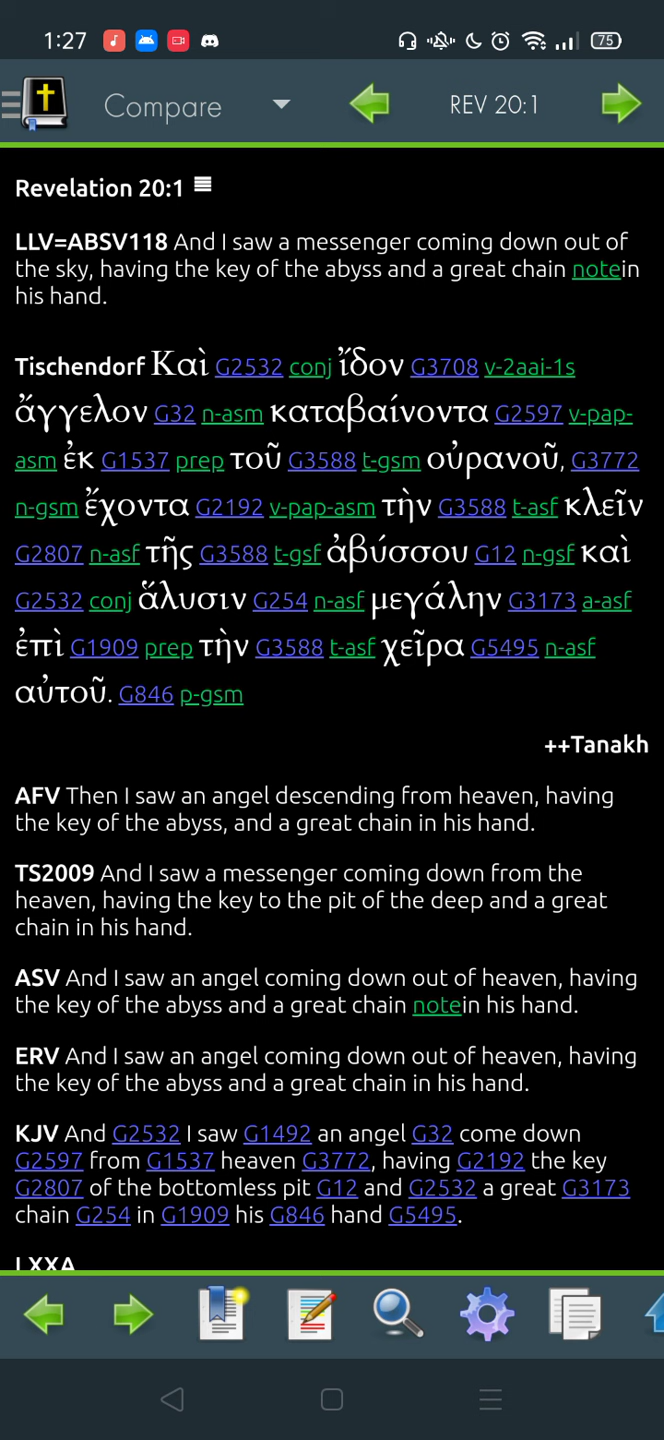 1:27
75
Compare
REV 20:1
Revelation 20:1
LLV=ABSV118 And I saw a messenger coming down out of
the sky, having the key of the abyss and a great chain notein
his hand.
Tischendorf Καὶ G2532 conj ἴδον G3708 v-2aai-1s
ἄγγελον G32 n-asm καταβαίνοντα G2597 v-pap-
asm ἐκ G1537 prep τοῦ G3588 t-gsm οὐρανοῦ, G3772
n-gsm ἔχοντα G2192 v-pap-asm τὴν G3588 t-asf κλεῖν
G2807 n-asf τῆς G3588 t-gsf ἀβύσσου G12 n-gsf καὶ
G2532 conj ἅλυσιν G254 n-asf μεγάλην G3173 a-asf
ἐπὶ G1909 prep τὴν G3588 t-asf χεῖρα G5495 n-asf
αὐτοῦ. G846 p-gsm
++Tanakh
AFV Then I saw an angel descending from heaven, having
the key of the abyss, and a great chain in his hand.
TS2009 And I saw a messenger coming down from the
heaven, having the key to the pit of the deep and a great
chain in his hand.
ASV And I saw an angel coming down out of heaven, having
the key of the abyss and a great chain notein his hand.
ERV And I saw an angel coming down out of heaven, having
the key of the abyss and a great chain in his hand.
KJV And G2532 I saw G1492 an angel G32 come down
G2597 from G1537 heaven G3772, having G2192 the key
G2807 of the bottomless pit G12 and G2532 a great G3173
chain G254 in G1909 his G846 hand G5495.
LXXA